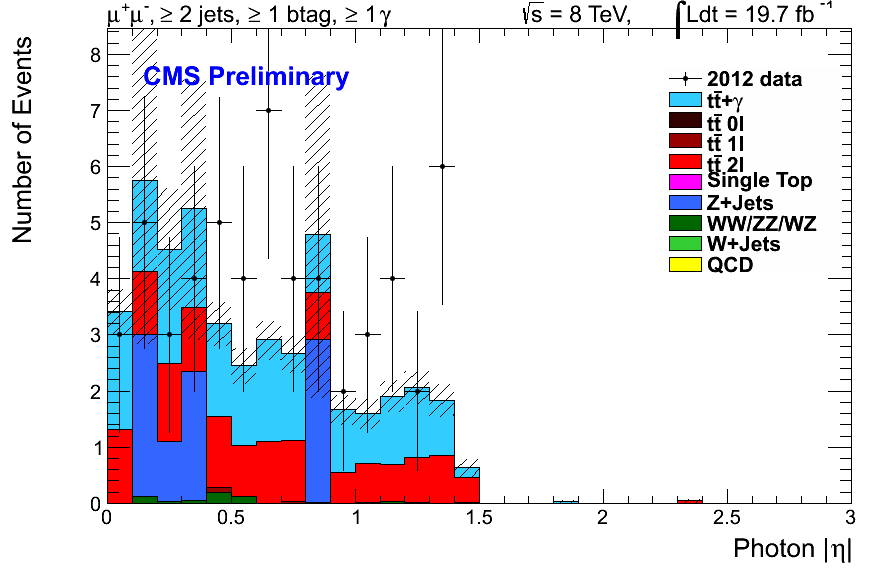 μ⁺μ⁻, ≥ 2 jets, ≥ 1 btag, ≥ 1 γ
√s = 8 TeV, ∫Ldt = 19.7 fb⁻¹
Number of Events
CMS Preliminary
2012 data
tt̄+γ
tt̄ 0l
tt̄ 1l
tt̄ 2l
Single Top
Z+Jets
WW/ZZ/WZ
W+Jets
QCD
8
7
6
5
4
3
2
1
0
0 0.5 1 1.5 2 2.5 3
Photon |η|